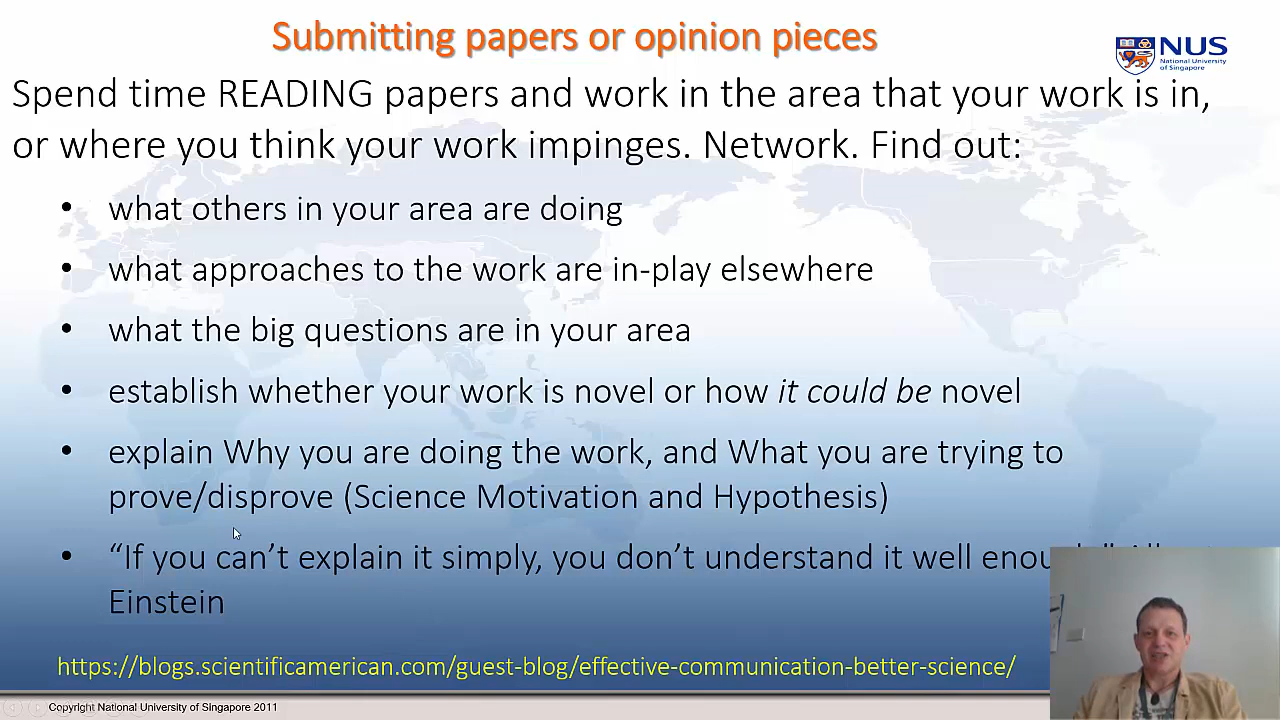 Submitting papers or opinion pieces
NUS
National University
of Singapore
Spend time READING papers and work in the area that your work is in,
or where you think your work impinges. Network. Find out:
• what others in your area are doing
• what approaches to the work are in-play elsewhere
• what the big questions are in your area
• establish whether your work is novel or how it could be novel
• explain Why you are doing the work, and What you are trying to
prove/disprove (Science Motivation and Hypothesis)
• “If you can’t explain it simply, you don’t understand it well
Einstein
https://blogs.scientificamerican.com/guest-blog/effective-communication-better-science/
Copyright National University of Singapore 2011